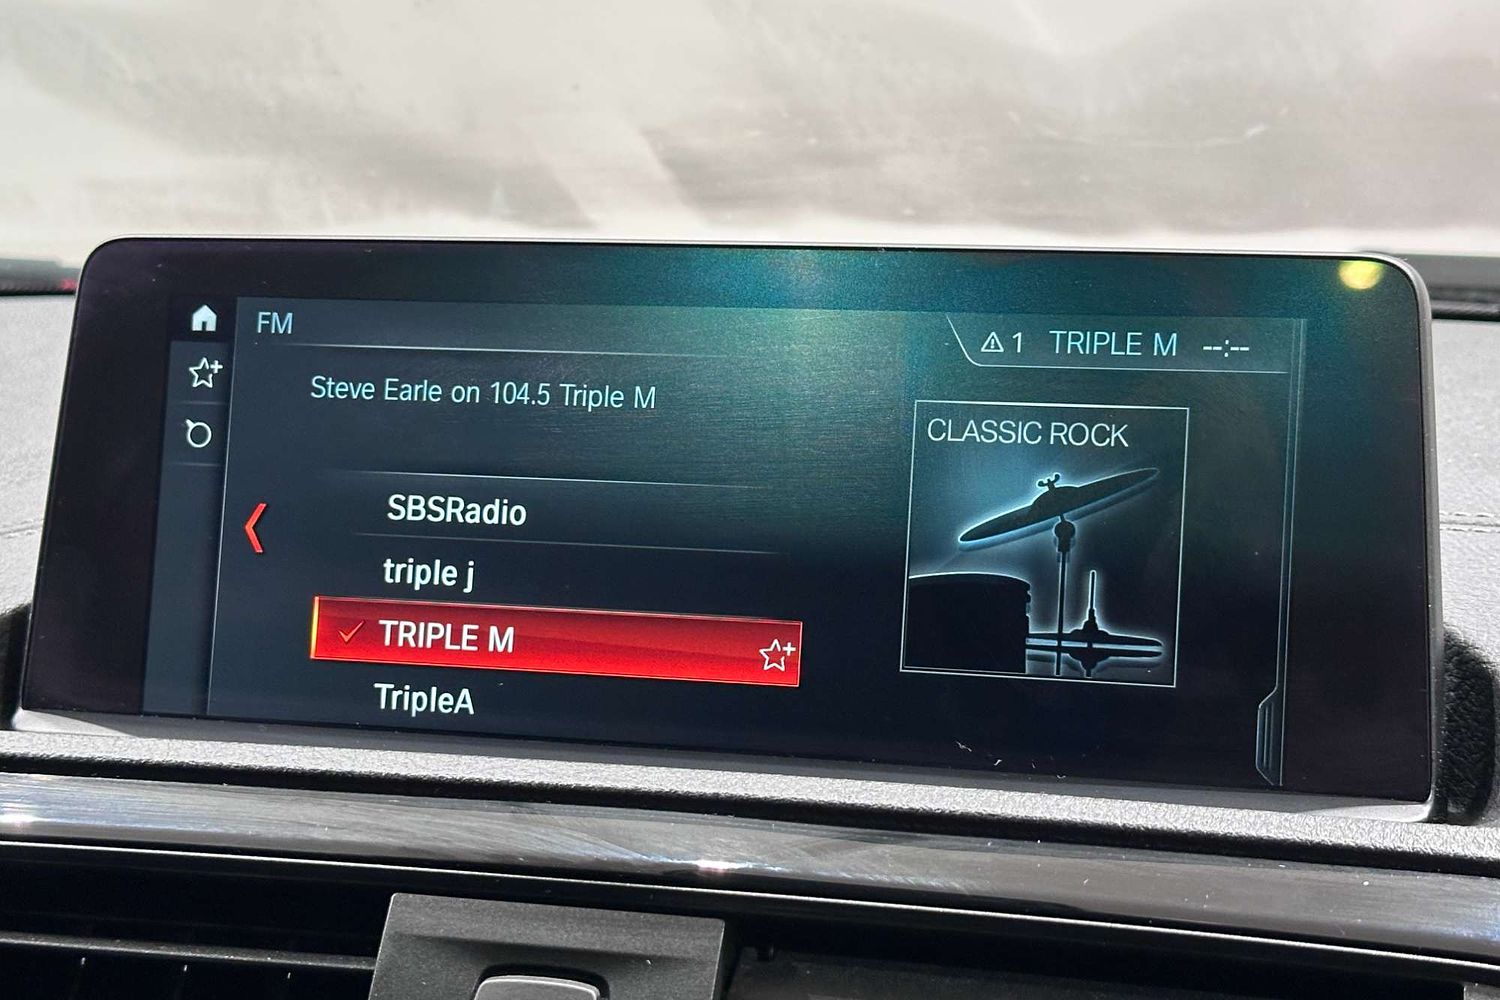 FM
1 TRIPLE M --:--
Steve Earle on 104.5 Triple M
CLASSIC ROCK
SBSRadio
triple j
TRIPLE M
TripleA